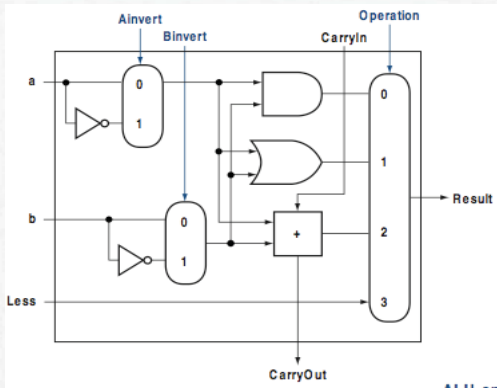 Operation
Ainvert
Binvert
CarryIn
a
0
1
0
1
b
0
1
+
2
Result
Less
3
CarryOut